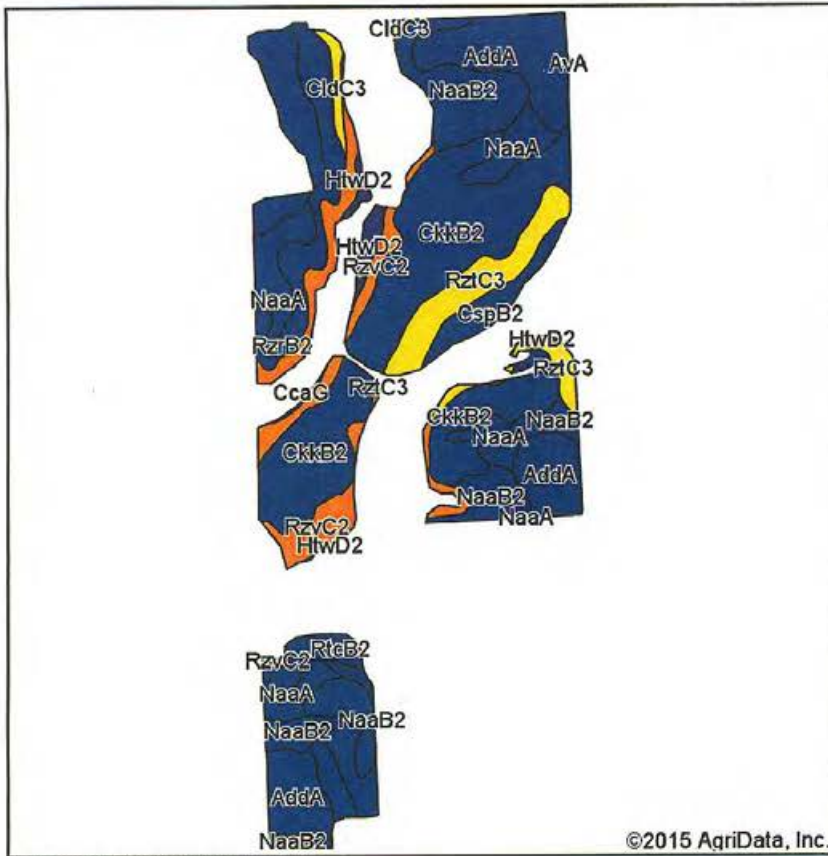 CldC3
AddA
AvA
CldC3
NaaB2
NaaA
HtwD2
CkkB2
HtwD2
RzvC2
RztC3
NaaA
CspB2
HtwD2
RzrB2
RztC3
CcaG
RztC3
CkkB2
NaaB2
NaaA
CkkB2
AddA
NaaB2
NaaA
RzvC2
HtwD2
RtcB2
RzvC2
NaaA
NaaB2
NaaB2
AddA
NaaB2
©2015 AgriData, Inc.